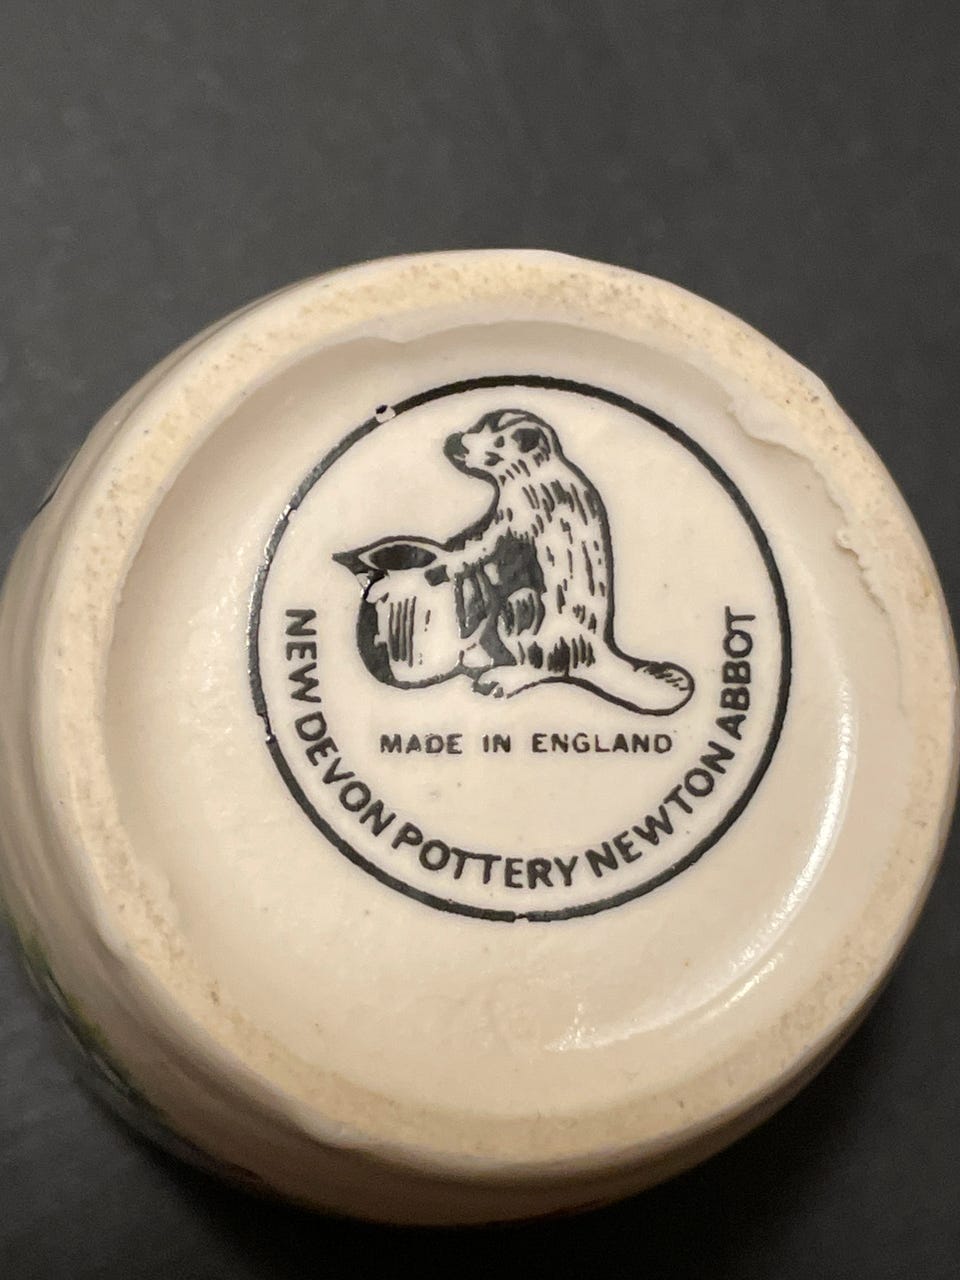 MADE IN ENGLAND
NEW DEVON POTTERY NEWTON ABBOT